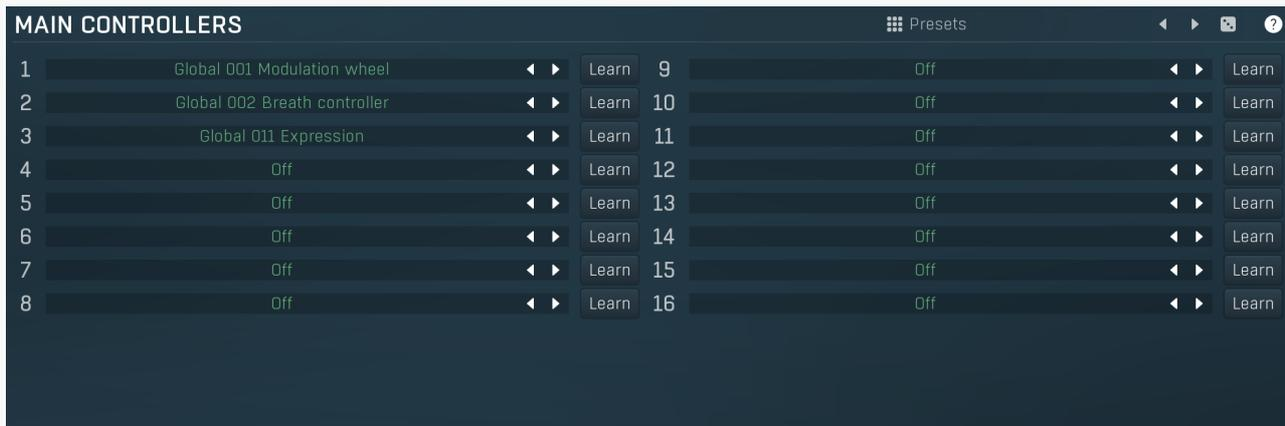 MAIN CONTROLLERS Presets ?
1 Global 001 Modulation wheel Learn 9 Off Learn
2 Global 002 Breath controller Learn 10 Off Learn
3 Global 011 Expression Learn 11 Off Learn
4 Off Learn 12 Off Learn
5 Off Learn 13 Off Learn
6 Off Learn 14 Off Learn
7 Off Learn 15 Off Learn
8 Off Learn 16 Off Learn